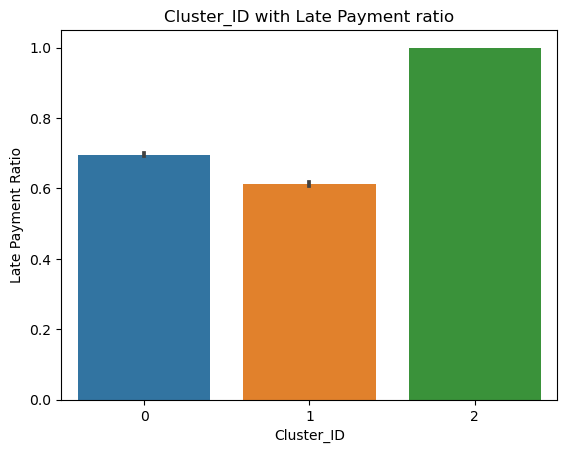 Cluster_ID with Late Payment ratio
Late Payment Ratio
1.0
0.8
0.6
0.4
0.2
0.0
0 1 2
Cluster_ID